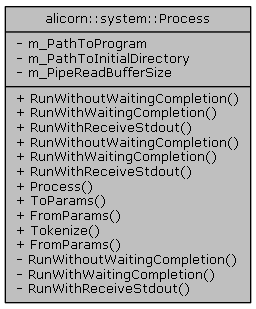 alicorn::system::Process
- m_PathToProgram
- m_PathToInitialDirectory
- m_PipeReadBufferSize
+ RunWithoutWaitingCompletion()
+ RunWithWaitingCompletion()
+ RunWithReceiveStdout()
+ RunWithoutWaitingCompletion()
+ RunWithWaitingCompletion()
+ RunWithReceiveStdout()
+ Process()
+ ToParams()
+ FromParams()
+ Tokenize()
+ FromParams()
- RunWithoutWaitingCompletion()
- RunWithWaitingCompletion()
- RunWithReceiveStdout()